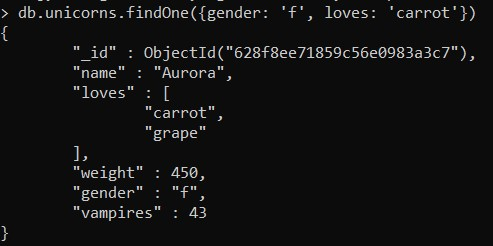 > db.unicorns.findOne({gender: 'f', loves: 'carrot'})
{
        "_id" : ObjectId("628f8ee71859c56e0983a3c7"),
        "name" : "Aurora",
        "loves" : [
                "carrot",
                "grape"
        ],
        "weight" : 450,
        "gender" : "f",
        "vampires" : 43
}